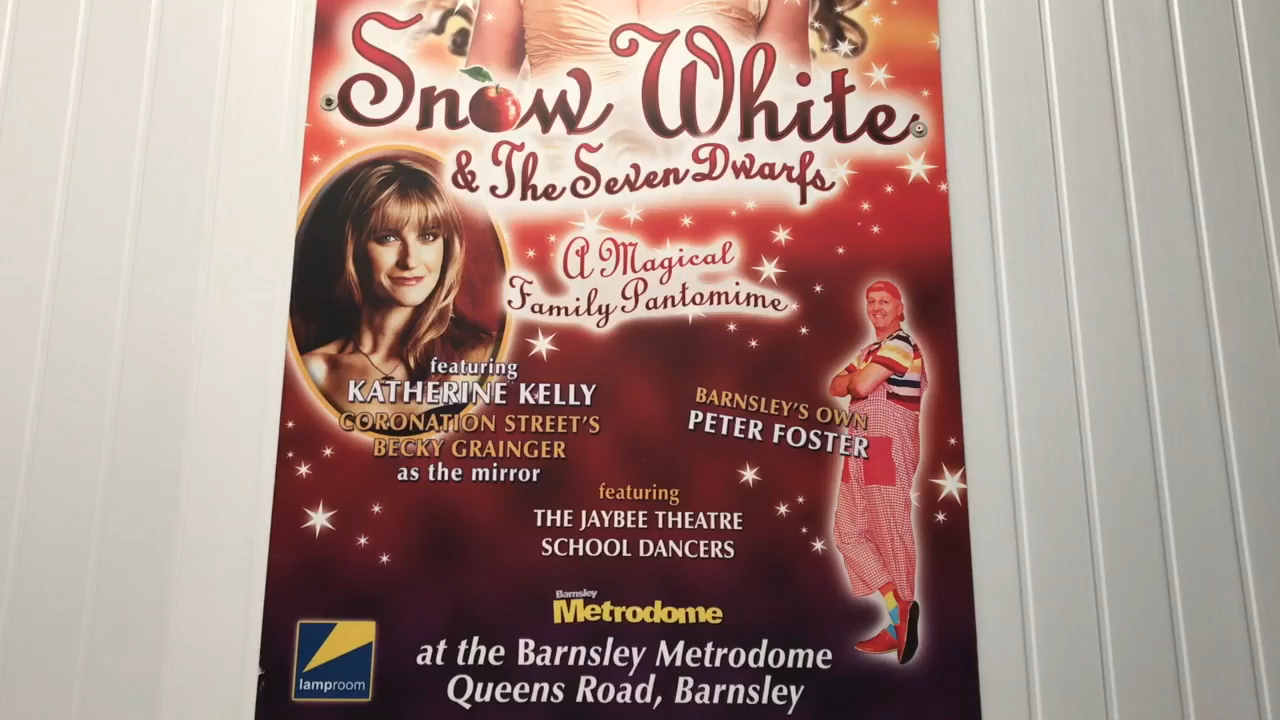 Snow White
& The Seven Dwarfs
A Magical
Family Pantomime
featuring
KATHERINE KELLY
CORONATION STREET'S
BECKY GRAINGER
as the mirror
BARNSLEY'S OWN
PETER FOSTER
featuring
THE JAYBEE THEATRE
SCHOOL DANCERS
Barnsley
Metrodome
at the Barnsley Metrodome
Queens Road, Barnsley
lamproom